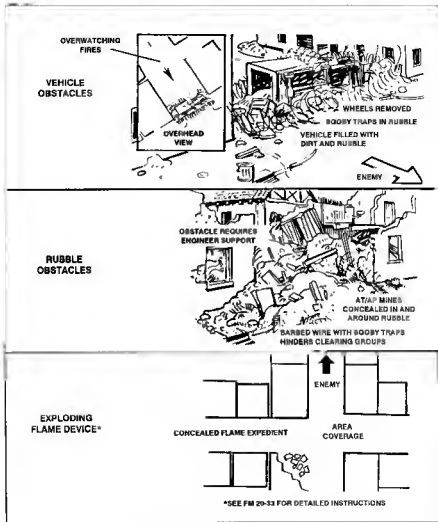 OVERWATCHING
FIRES
VEHICLE
OBSTACLES
OVERHEAD
VIEW
WHEELS REMOVED
BOOBY TRAPS IN RUBBLE
VEHICLE FILLED WITH
DIRT AND RUBBLE
ENEMY
RUBBLE
OBSTACLES
OBSTACLE REQUIRES
ENGINEER SUPPORT
AT/AP MINES
CONCEALED IN AND
AROUND RUBBLE
BARBED WIRE WITH BOOBY TRAPS
HINDERS CLEARING GROUPS
EXPLODING
FLAME DEVICE*
ENEMY
CONCEALED FLAME EXPEDIENT
AREA
COVERAGE
*SEE FM 20-33 FOR DETAILED INSTRUCTIONS